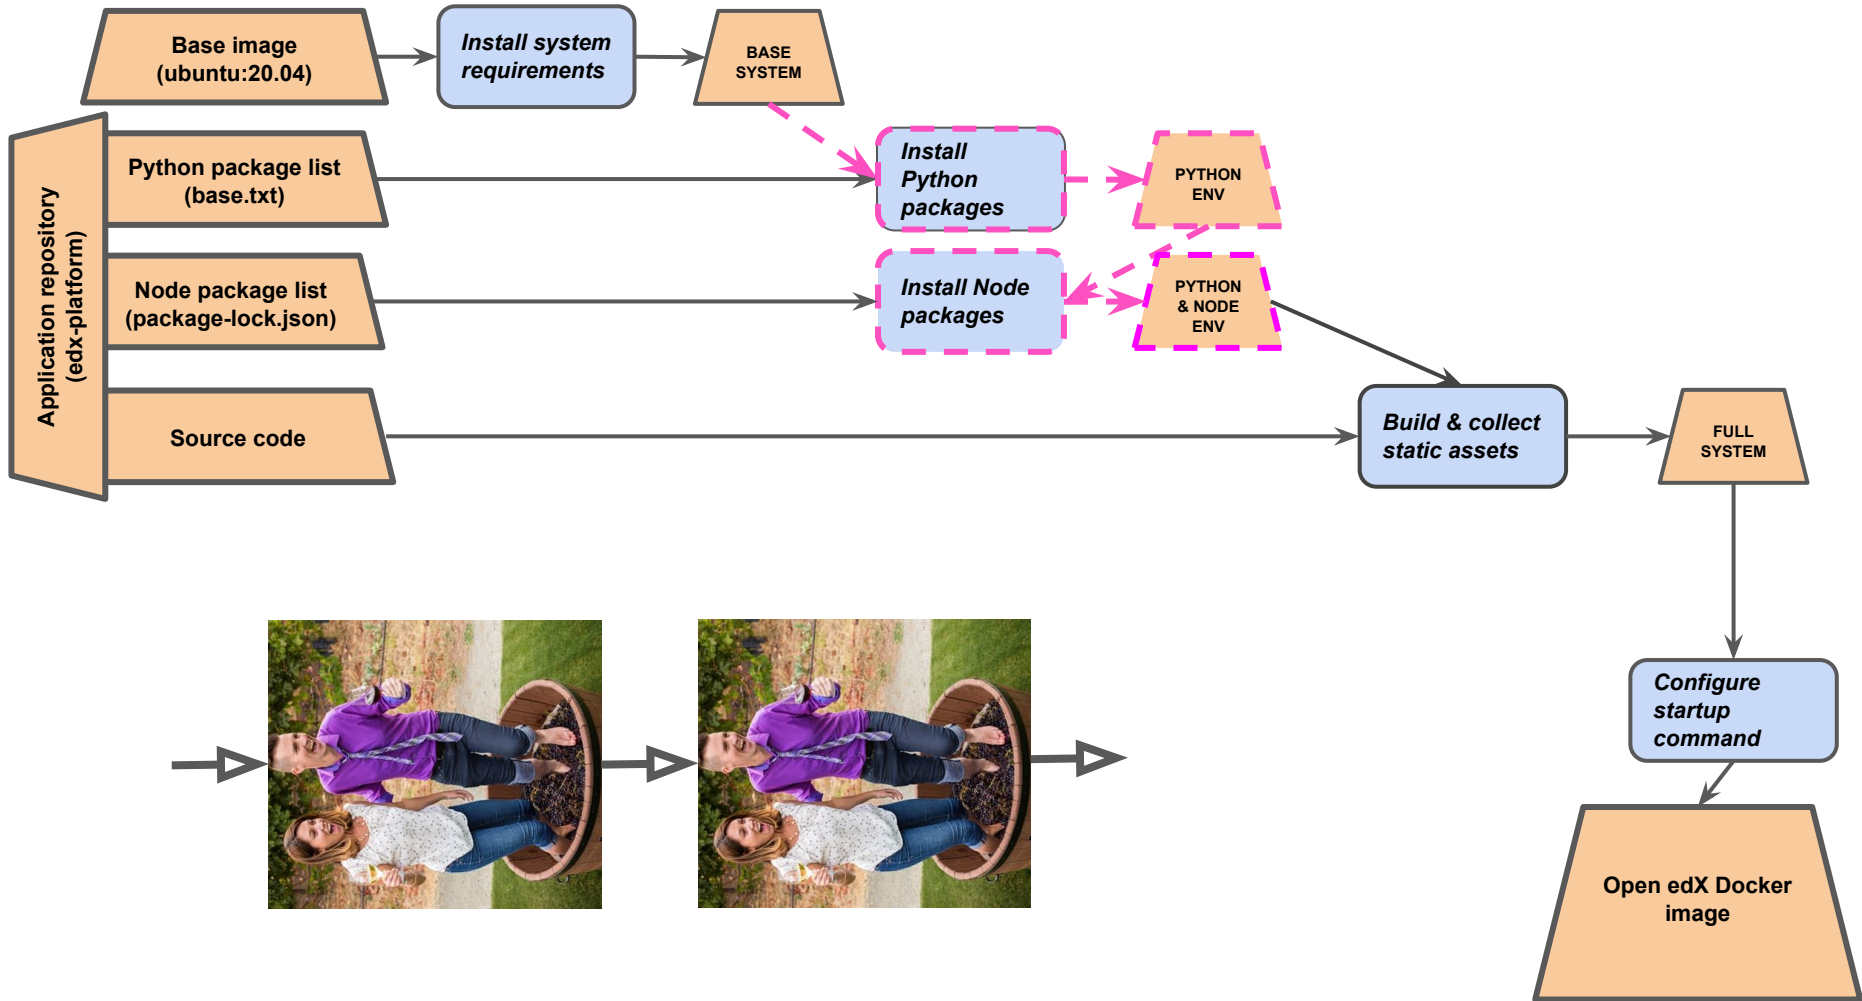 Base image
(ubuntu:20.04)
Install system
requirements
BASE
SYSTEM
Application repository
(edx-platform)
Python package list
(base.txt)
Install
Python
packages
PYTHON
ENV
Node package list
(package-lock.json)
Install Node
packages
PYTHON
& NODE
ENV
Source code
Build & collect
static assets
FULL
SYSTEM
Configure
startup
command
Open edX Docker
image